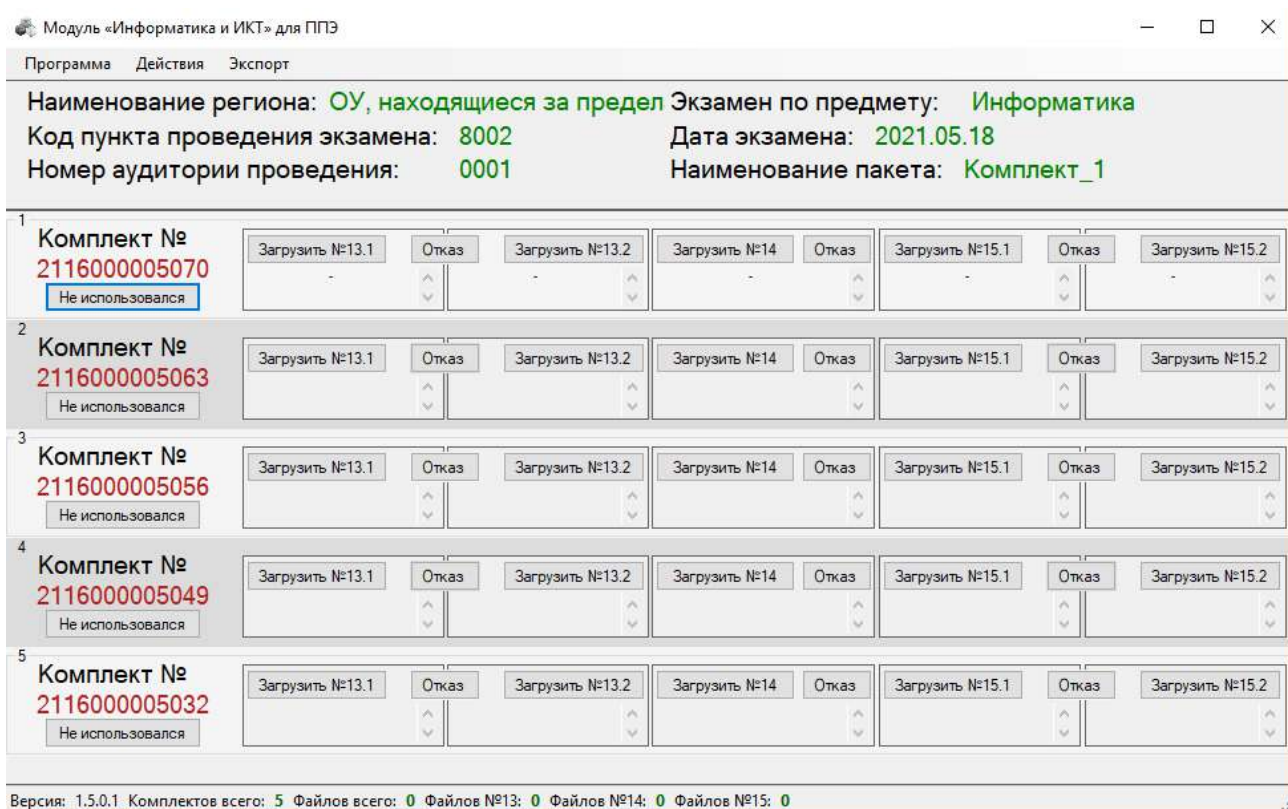 Модуль «Информатика и ИКТ» для ППЭ
Программа Действия Экспорт
Наименование региона: ОУ, находящиеся за предел Экзамен по предмету: Информатика
Код пункта проведения экзамена: 8002 Дата экзамена: 2021.05.18
Номер аудитории проведения: 0001 Наименование пакета: Комплект_1
1
Комплект №
2116000005070
Не использовался
Загрузить №13.1 Отказ Загрузить №13.2 Загрузить №14 Отказ Загрузить №15.1 Отказ Загрузить №15.2
- - - - -
2
Комплект №
2116000005063
Не использовался
Загрузить №13.1 Отказ Загрузить №13.2 Загрузить №14 Отказ Загрузить №15.1 Отказ Загрузить №15.2
3
Комплект №
2116000005056
Не использовался
Загрузить №13.1 Отказ Загрузить №13.2 Загрузить №14 Отказ Загрузить №15.1 Отказ Загрузить №15.2
4
Комплект №
2116000005049
Не использовался
Загрузить №13.1 Отказ Загрузить №13.2 Загрузить №14 Отказ Загрузить №15.1 Отказ Загрузить №15.2
5
Комплект №
2116000005032
Не использовался
Загрузить №13.1 Отказ Загрузить №13.2 Загрузить №14 Отказ Загрузить №15.1 Отказ Загрузить №15.2
Версия: 1.5.0.1 Комплектов всего: 5 Файлов всего: 0 Файлов №13: 0 Файлов №14: 0 Файлов №15: 0